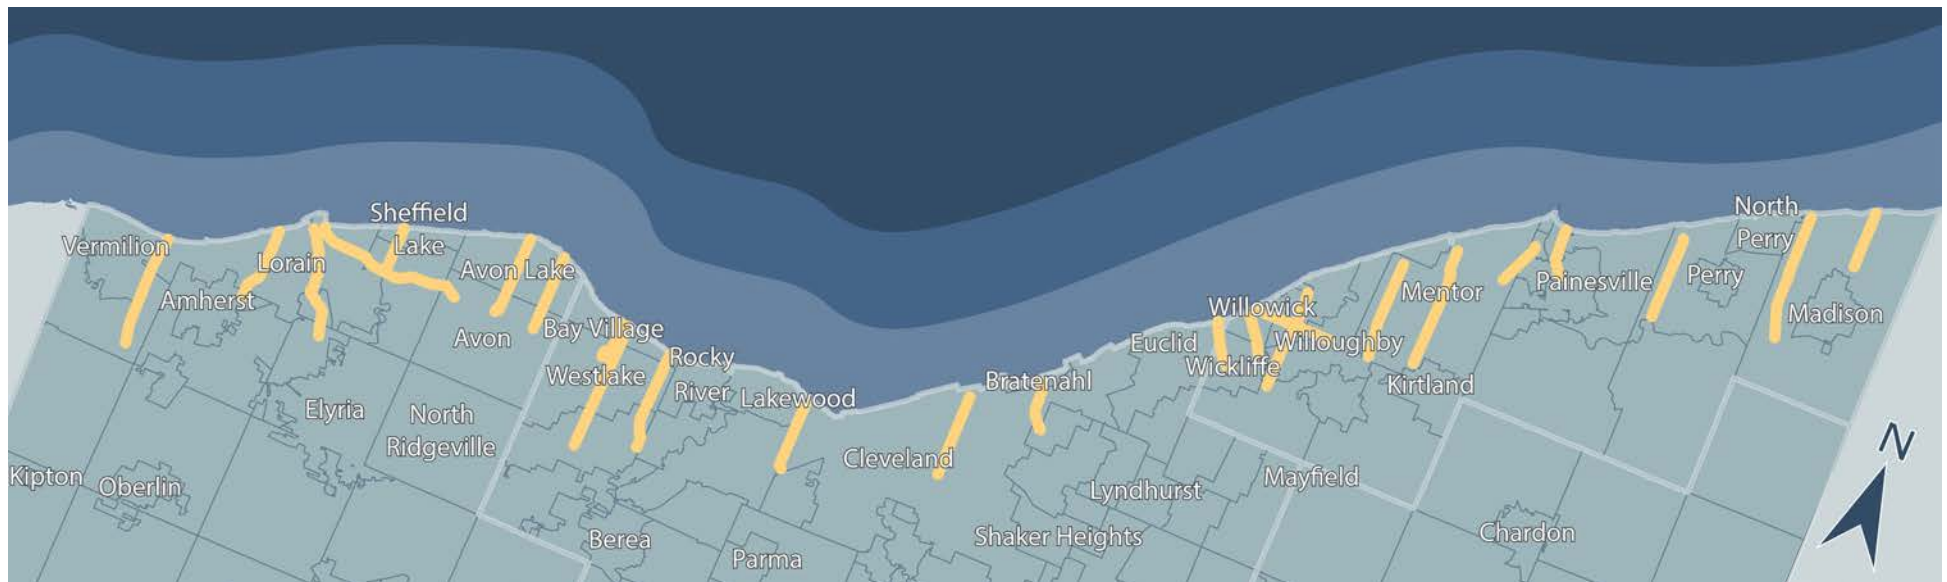 Sheffield
Lake
Vermilion
Lorain
Avon Lake
Amherst
Avon
Bay Village
Westlake
Rocky
River
Lakewood
Elyria
North
Ridgeville
Kipton
Oberlin
Berea
Parma
Cleveland
Bratenahl
Shaker Heights
Lyndhurst
Euclid
Willowick
Wickliffe
Willoughby
Mayfield
Mentor
Kirtland
Painesville
Chardon
North
Perry
Perry
Madison
N